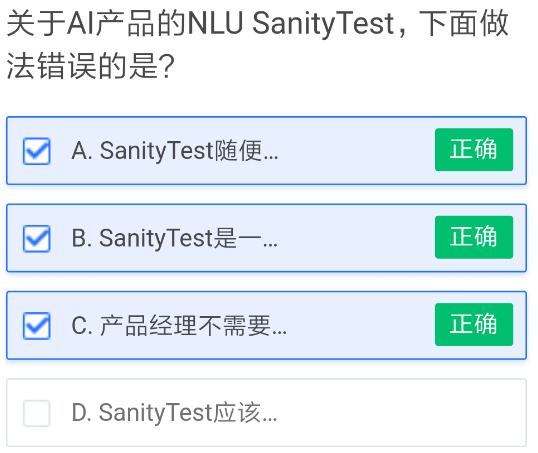 关于AI产品的NLU SanityTest，下面做
法错误的是？
A. SanityTest随便... 正确
B. SanityTest是一... 正确
C. 产品经理不需要... 正确
D. SanityTest应该...